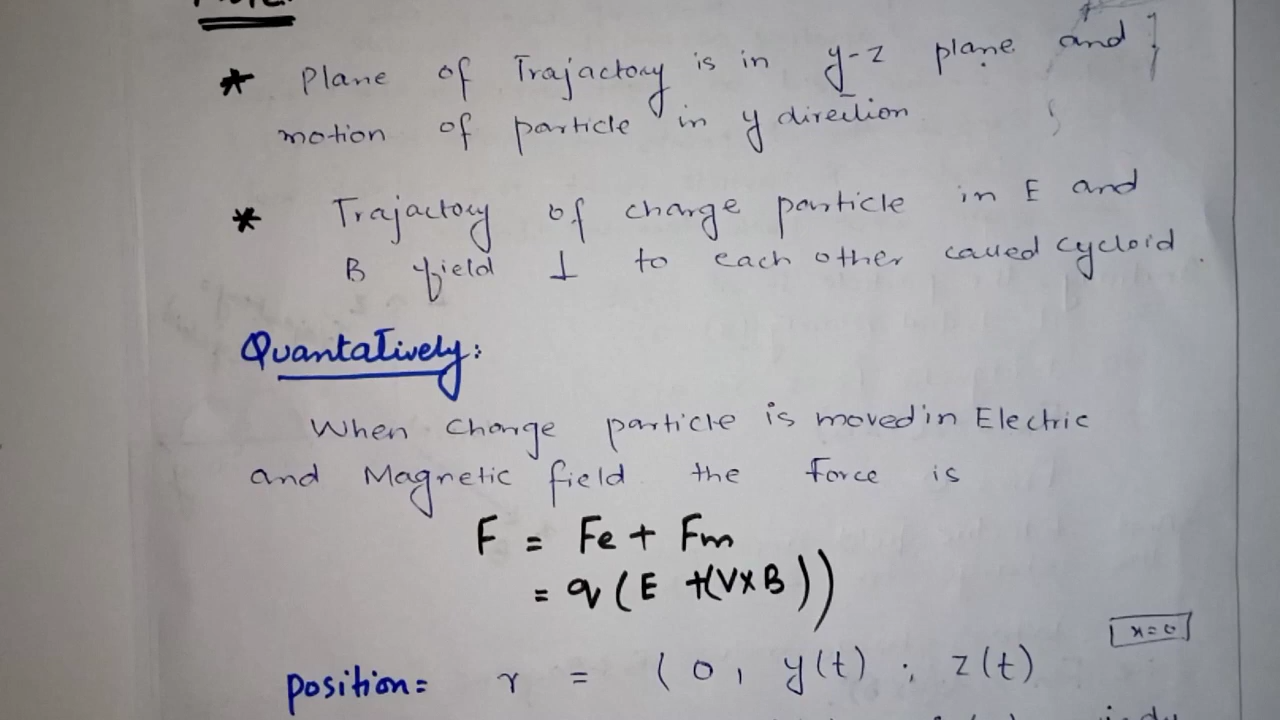 * Plane of Trajactory is in y-z plane and }
motion of particle in y direction
* Trajactory of charge particle in E and
B field ⊥ to each other called cycloid.
Quantatively:
When charge particle is moved in Electric
and Magnetic field the force is
F = Fe + Fm
= q (E +(V×B))
x=0
position= r = (0, y(t), z(t)